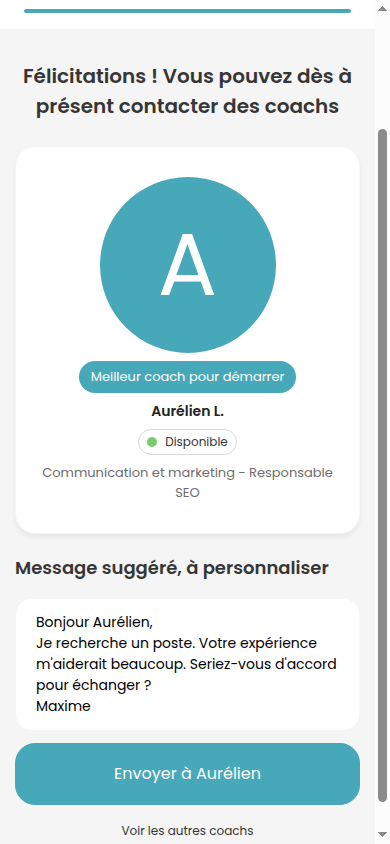 Félicitations ! Vous pouvez dès à
présent contacter des coachs
A
Meilleur coach pour démarrer
Aurélien L.
Disponible
Communication et marketing - Responsable
SEO
Message suggéré, à personnaliser
Bonjour Aurélien,
Je recherche un poste. Votre expérience
m'aiderait beaucoup. Seriez-vous d'accord
pour échanger ?
Maxime
Envoyer à Aurélien
Voir les autres coachs